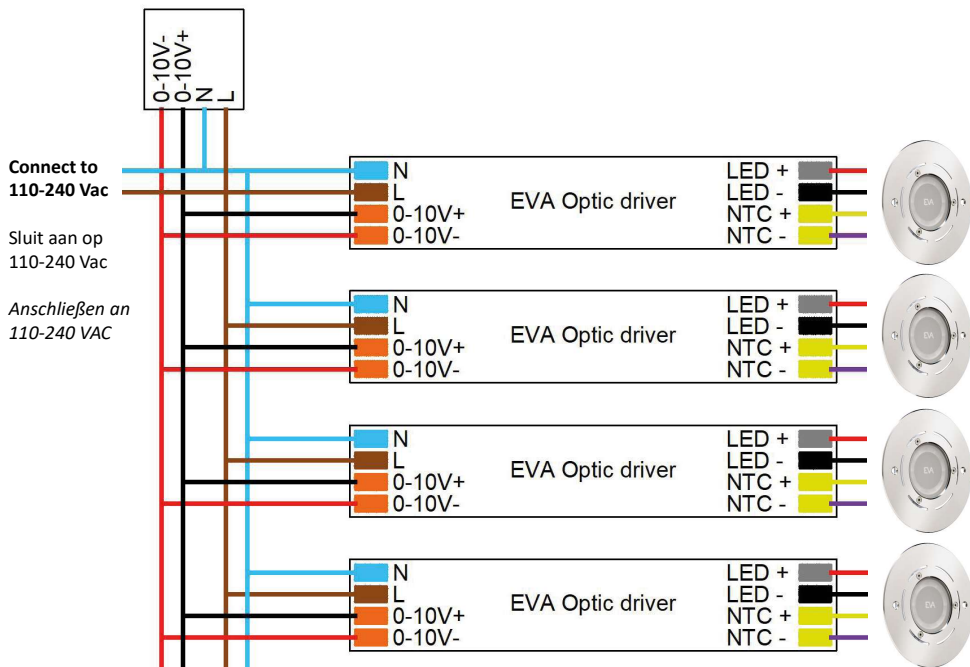 0-10V-
0-10V+
N
L
Connect to
110-240 Vac
Sluit aan op
110-240 Vac
Anschließen an
110-240 VAC
N
L
0-10V+
0-10V-
EVA Optic driver
LED +
LED -
NTC +
NTC -
N
L
0-10V+
0-10V-
EVA Optic driver
LED +
LED -
NTC +
NTC -
N
L
0-10V+
0-10V-
EVA Optic driver
LED +
LED -
NTC +
NTC -
N
L
0-10V+
0-10V-
EVA Optic driver
LED +
LED -
NTC +
NTC -